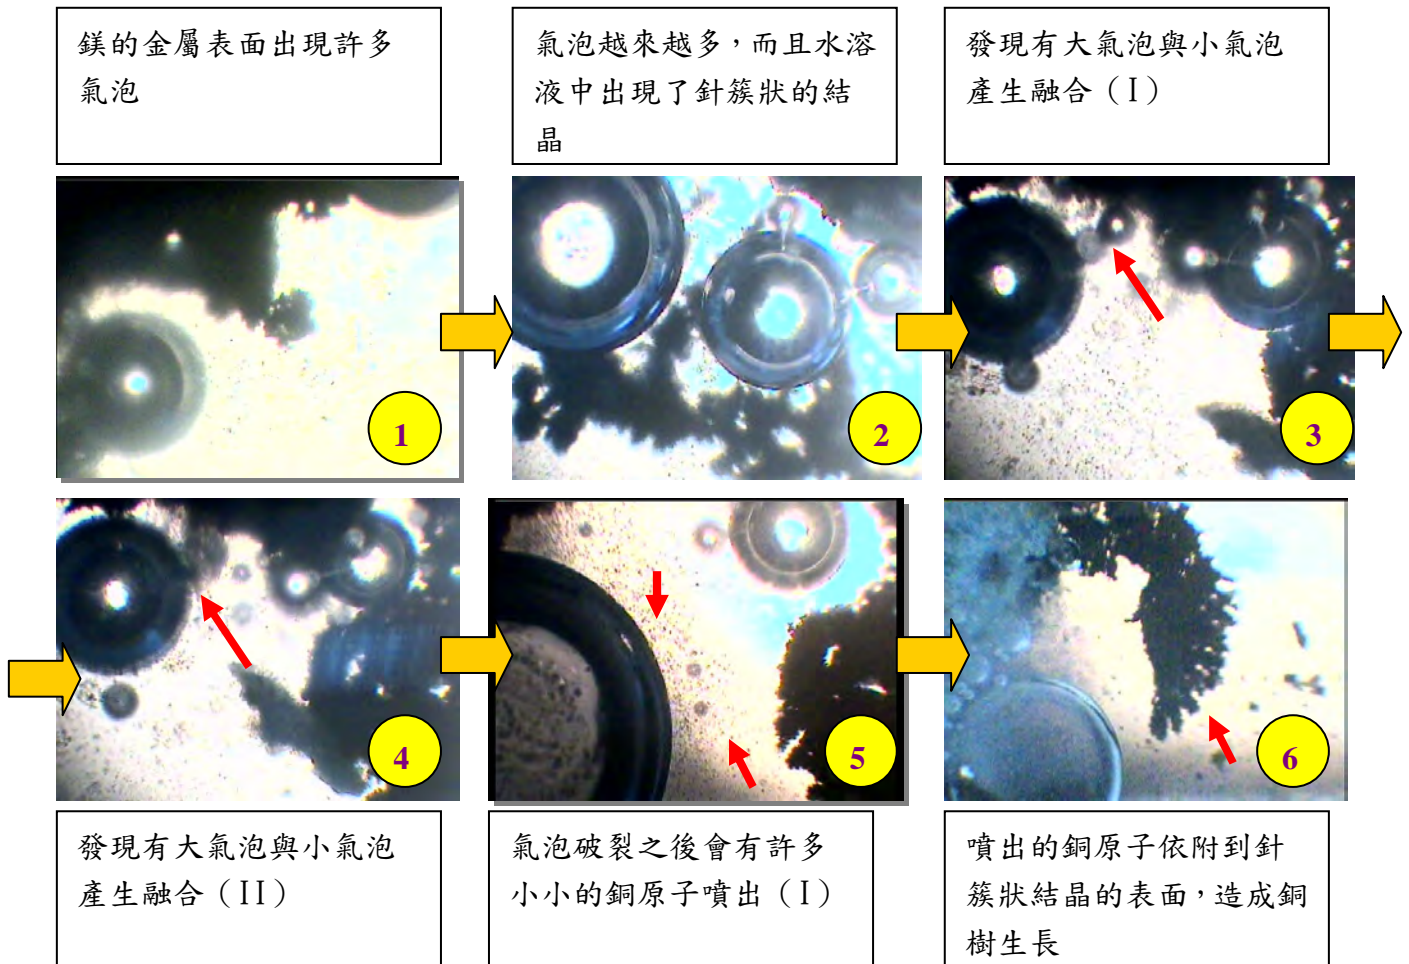 鎂的金屬表面出現許多
氣泡
氣泡越來越多，而且水溶
液中出現了針簇狀的結
晶
發現有大氣泡與小氣泡
產生融合（I）
1
2
3
4
5
6
發現有大氣泡與小氣泡
產生融合（II）
氣泡破裂之後會有許多
小小的銅原子噴出（I）
噴出的銅原子依附到針
簇狀結晶的表面，造成銅
樹生長